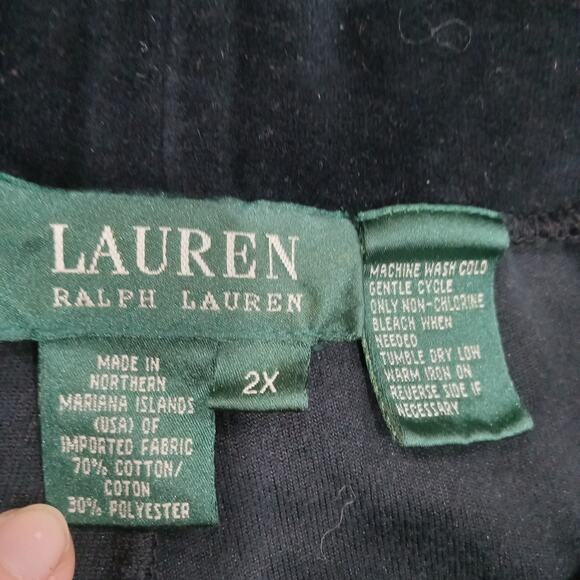 LAUREN
RALPH LAUREN
MADE IN
NORTHERN
MARIANA ISLANDS
(USA) OF
IMPORTED FABRIC
70% COTTON/
COTON
30% POLYESTER
2X
MACHINE WASH COLD
GENTLE CYCLE
ONLY NON-CHLORINE
BLEACH WHEN
NEEDED
TUMBLE DRY LOW
WARM IRON ON
REVERSE SIDE IF
NECESSARY